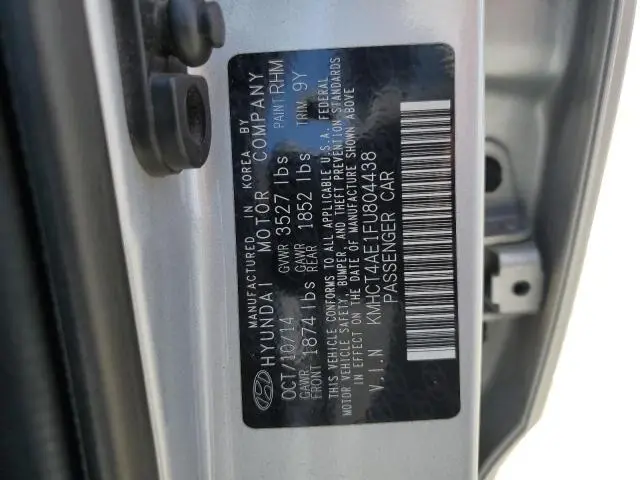 MANUFACTURED IN KOREA BY
HYUNDAI MOTOR COMPANY
OCT/10/14 GVWR 3527 lbs PAINT RHM
GAWR FRONT 1874 lbs GAWR REAR 1852 lbs TRIM 9Y
THIS VEHICLE CONFORMS TO ALL APPLICABLE U.S.A. FEDERAL
MOTOR VEHICLE SAFETY, BUMPER, AND THEFT PREVENTION STANDARDS
IN EFFECT ON THE DATE OF MANUFACTURE SHOWN ABOVE
V.I.N KMHCT4AE1FU804438
PASSENGER CAR